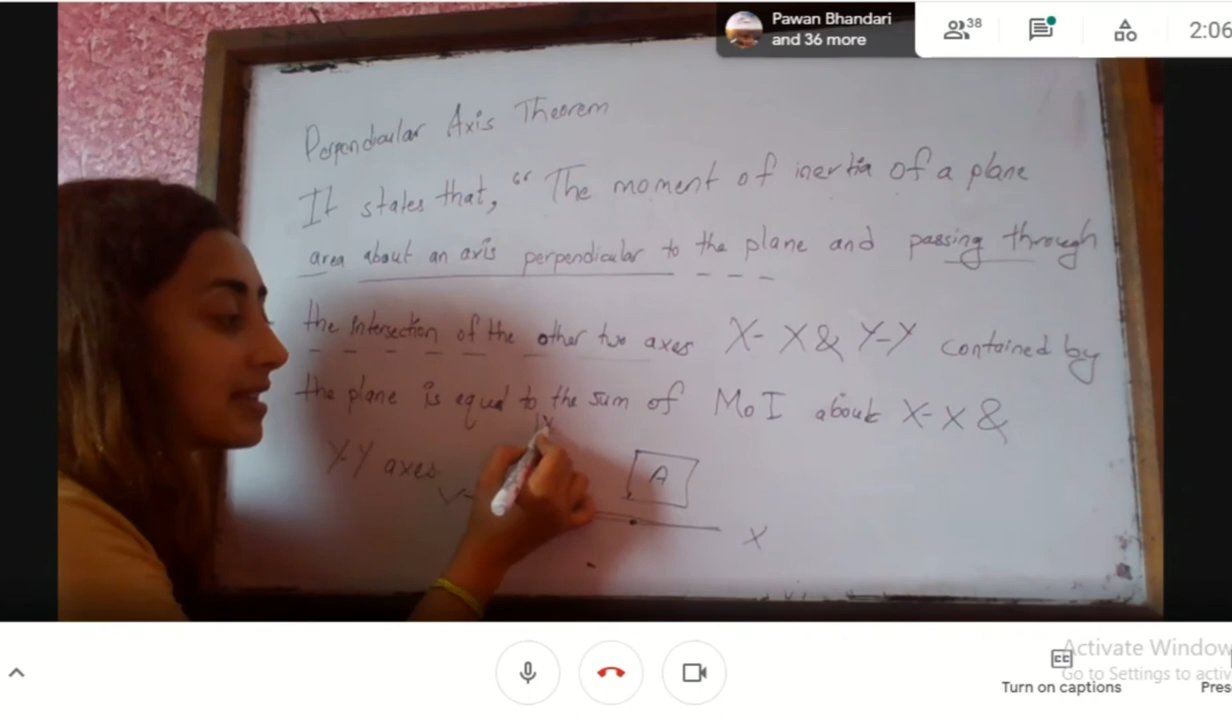 Pawan Bhandari
and 36 more
38
2:06
Perpendicular Axis Theorem
It states that, "The moment of inertia of a plane
area about an axis perpendicular to the plane and passing through
the intersection of the other two axes X-X & Y-Y contained by
the plane is equal to the sum of MoI about X-X &
Y-Y axes
A
X
CC
Turn on captions
Activate Window
Go to Settings to activ
Pres